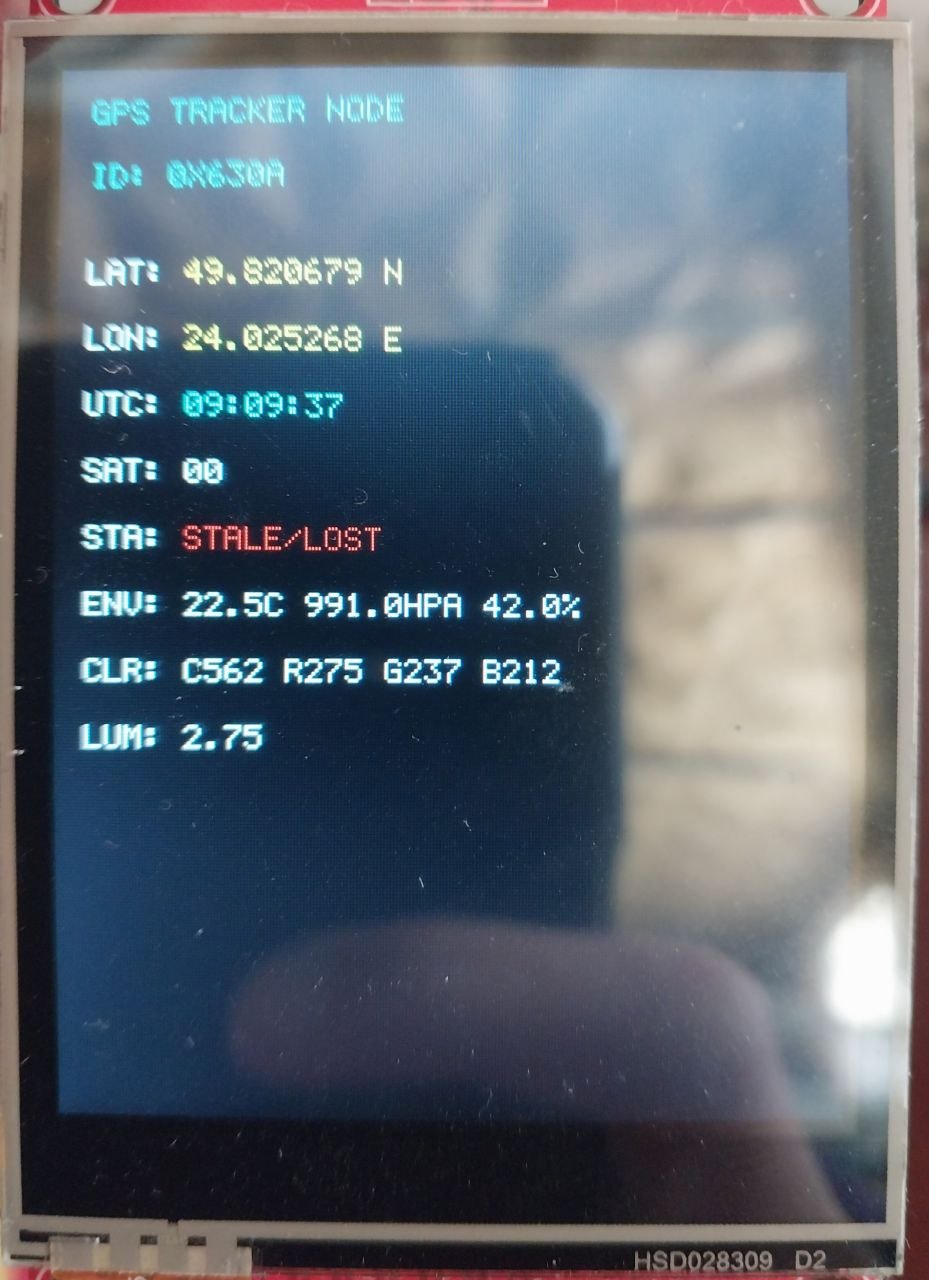 GPS TRACKER NODE
ID: 0X630A
LAT: 49.820679 N
LON: 24.025268 E
UTC: 09:09:37
SAT: 00
STA: STALE/LOST
ENV: 22.5C 991.0HPA 42.0%
CLR: C562 R275 G237 B212
LUM: 2.75
HSD028309 D2